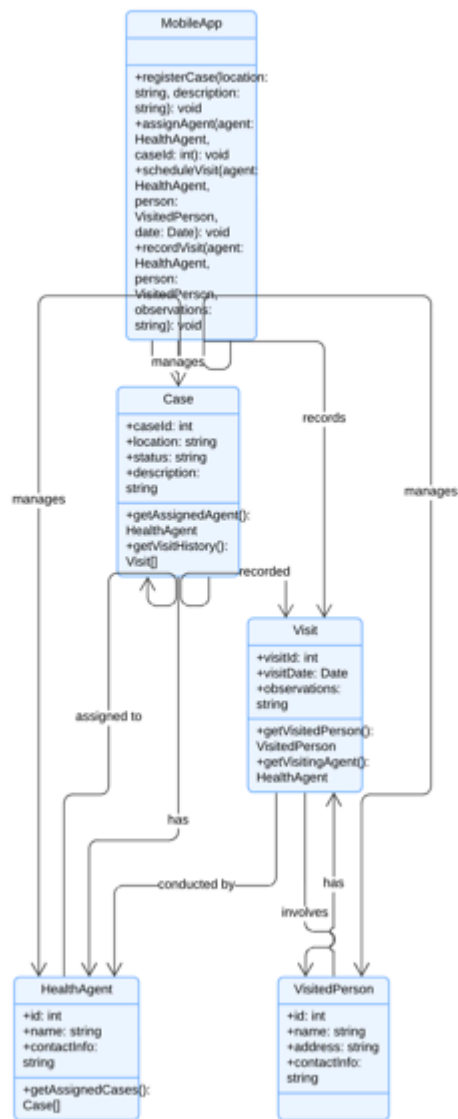 MobileApp
+registerCase(location:
string, description:
string): void
+assignAgent(agent:
HealthAgent,
caseId: int): void
+scheduleVisit(agent:
HealthAgent,
person:
VisitedPerson,
date: Date): void
+recordVisit(agent:
HealthAgent,
person:
VisitedPerson,
observations:
string): void
manages
Case
+caseId: int
+location: string
+status: string
+description:
string
+getAssignedAgent():
HealthAgent
+getVisitHistory():
Visit[]
records
manages
manages
recorded
Visit
+visitId: int
+visitDate: Date
+observations:
string
+getVisitedPerson():
VisitedPerson
+getVisitingAgent():
HealthAgent
assigned to
has
conducted by
has
involves
HealthAgent
+id: int
+name: string
+contactInfo:
string
+getAssignedCases():
Case[]
VisitedPerson
+id: int
+name: string
+address: string
+contactInfo:
string